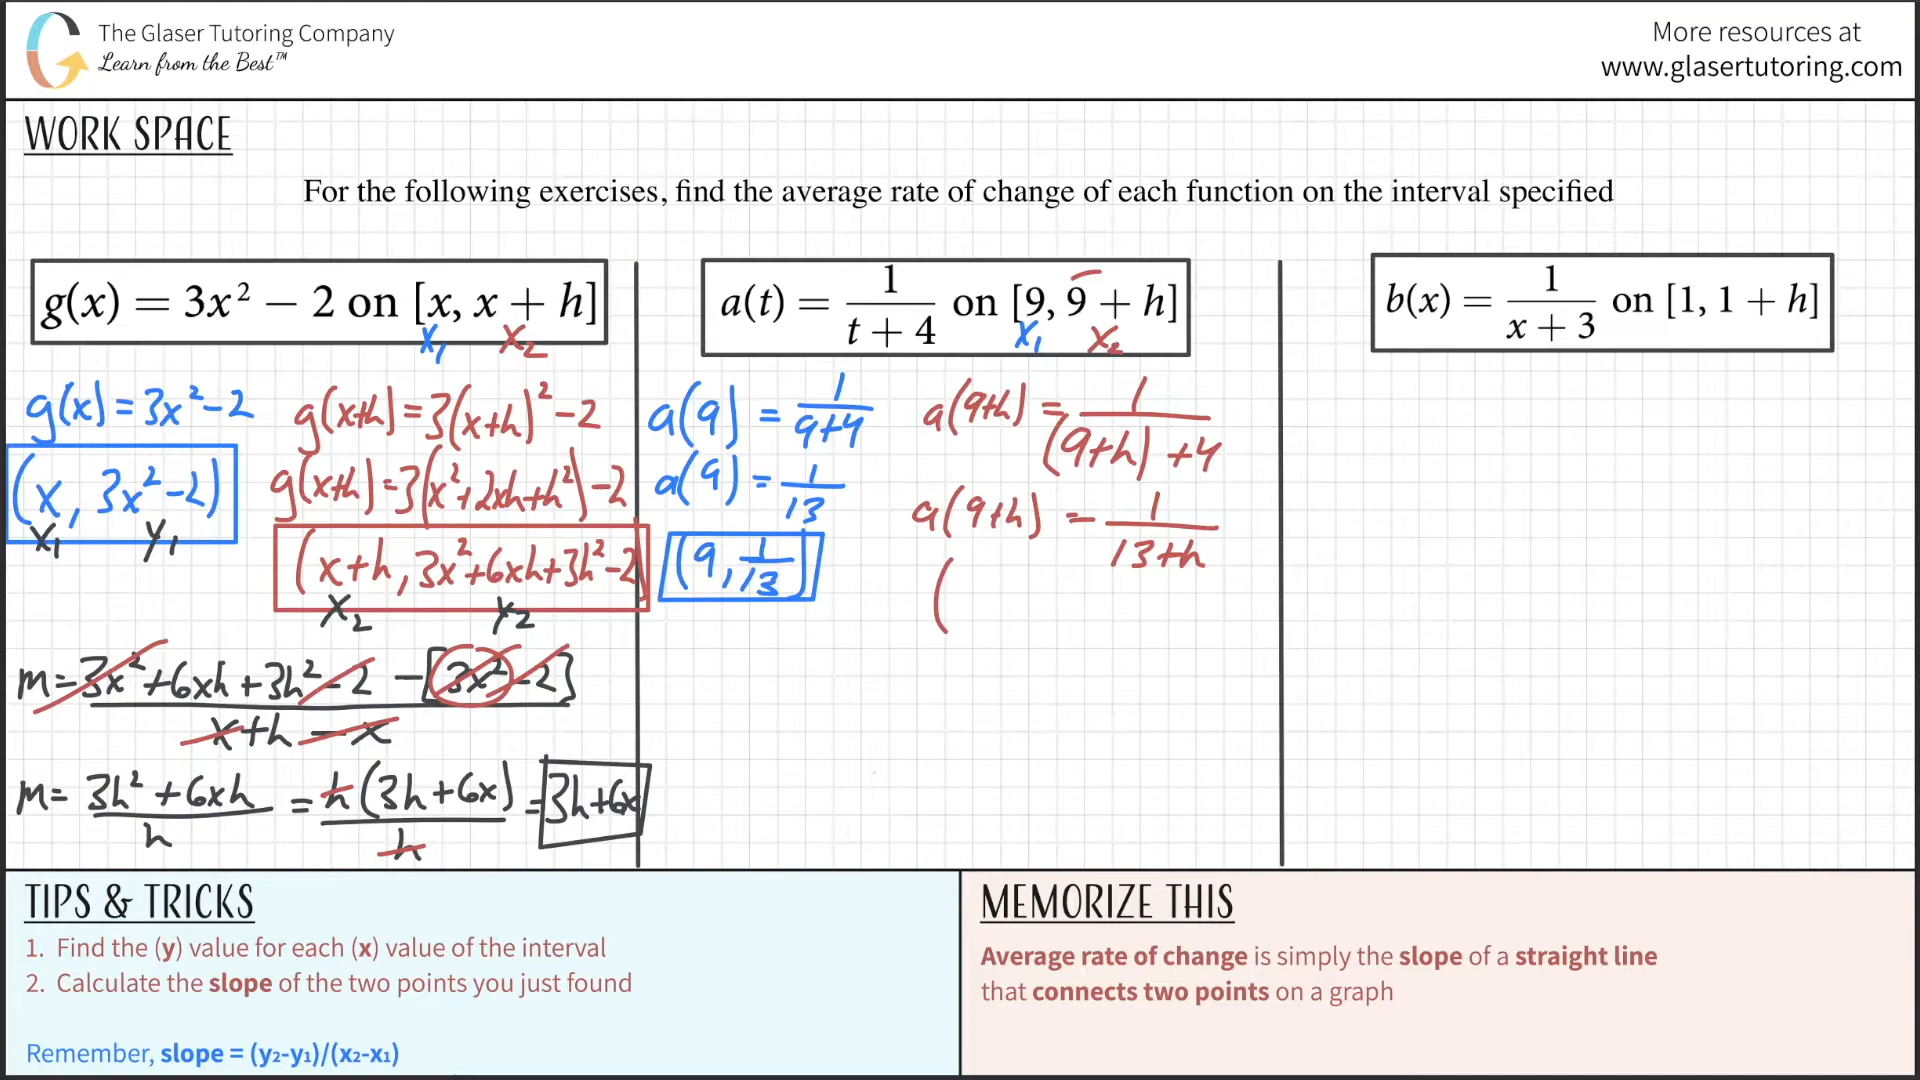 The Glaser Tutoring Company
Learn from the Best™
More resources at
www.glasertutoring.com
WORK SPACE
For the following exercises, find the average rate of change of each function on the interval specified
g(x) = 3x² − 2 on [x, x + h]
x₁ x₂
g(x) = 3x²-2
(x, 3x²-2)
x₁ y₁
g(x+h) = 3(x+h)²-2
g(x+h) = 3(x²+2xh+h²)-2
(x+h, 3x²+6xh+3h²-2)
x₂ y₂
m = 3x²+6xh+3h²-2 - [3x²-2]
x+h - x
m = 3h²+6xh / h = h(3h+6x) / h = 3h+6x
a(t) = 1 / (t + 4) on [9, 9 + h]
x₁ x₂
a(9) = 1 / 9+4
a(9) = 1 / 13
(9, 1/13)
a(9+h) = 1 / (9+h)+4
a(9+h) = 1 / 13+h
(
b(x) = 1 / (x + 3) on [1, 1 + h]
TIPS & TRICKS
1. Find the (y) value for each (x) value of the interval
2. Calculate the slope of the two points you just found
Remember, slope = (y₂-y₁)/(x₂-x₁)
MEMORIZE THIS
Average rate of change is simply the slope of a straight line
that connects two points on a graph